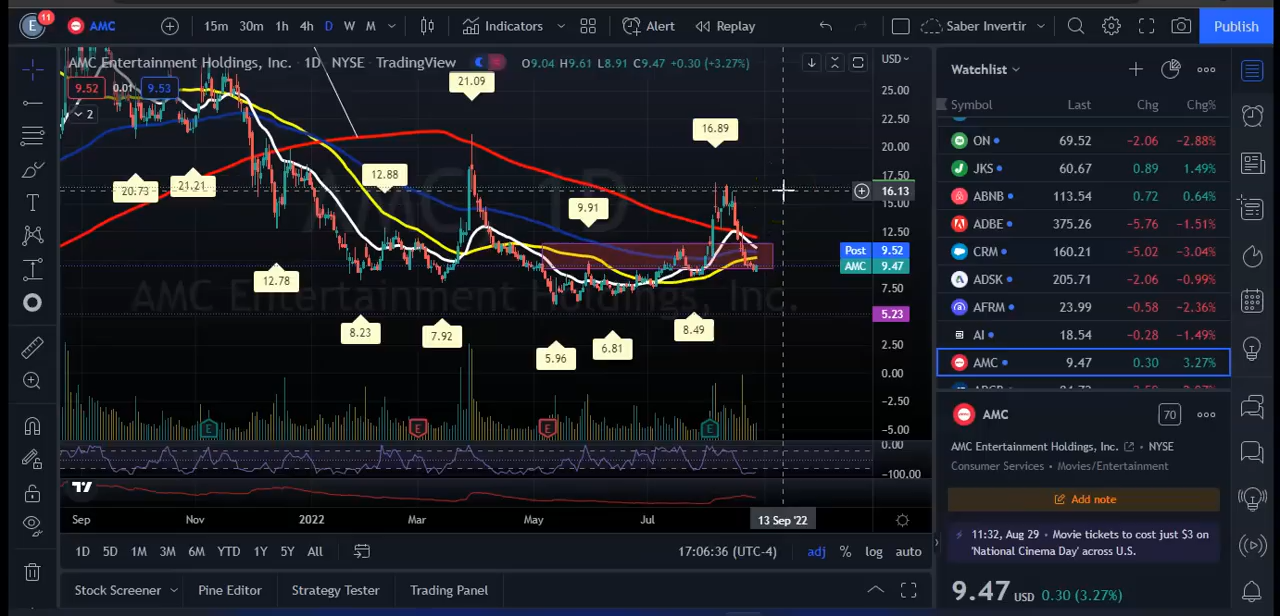 E 11 AMC 15m 30m 1h 4h D W M Indicators Alert Replay Saber Invertir Publish
AMC Entertainment Holdings, Inc. · 1D · NYSE · TradingView O9.04 H9.61 L8.91 C9.47 +0.30 (+3.27%) USD
9.52 0.01 9.53
2
AMC, 1D
AMC Entertainment Holdings, Inc.
21.09
16.89
12.88
20.73
21.21
9.91
12.78
8.23
7.92
5.96
6.81
8.49
25.00
22.50
20.00
17.50
16.13
15.00
12.50
Post 9.52
AMC 9.47
7.50
5.23
2.50
0.00
−2.50
−5.00
0.00
−100.00
E E E E
Sep Nov 2022 Mar May Jul 13 Sep '22
1D 5D 1M 3M 6M YTD 1Y 5Y All 17:06:36 (UTC-4) adj % log auto
Stock Screener Pine Editor Strategy Tester Trading Panel
Watchlist
Symbol Last Chg Chg%
ON 69.52 −2.06 −2.88%
JKS 60.67 0.89 1.49%
ABNB 113.54 0.72 0.64%
ADBE 375.26 −5.76 −1.51%
CRM 160.21 −5.02 −3.04%
ADSK 205.71 −2.06 −0.99%
AFRM 23.99 −0.58 −2.36%
AI 18.54 −0.28 −1.49%
AMC 9.47 0.30 3.27%
AMC 70
AMC Entertainment Holdings, Inc. · NYSE
Consumer Services · Movies/Entertainment
Add note
11:32, Aug 29 · Movie tickets to cost just $3 on
'National Cinema Day' across U.S.
9.47 USD 0.30 (3.27%)